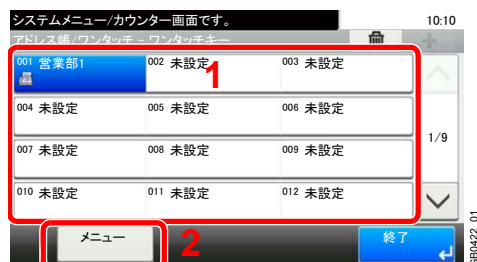 システムメニュー/カウンター画面です。
10:10
アドレス帳/ワンタッチ - ワンタッチキー
001 営業部1
002 未設定
003 未設定
1
004 未設定
005 未設定
006 未設定
1/9
007 未設定
008 未設定
009 未設定
010 未設定
011 未設定
012 未設定
メニュー
2
終了
GB0422_01